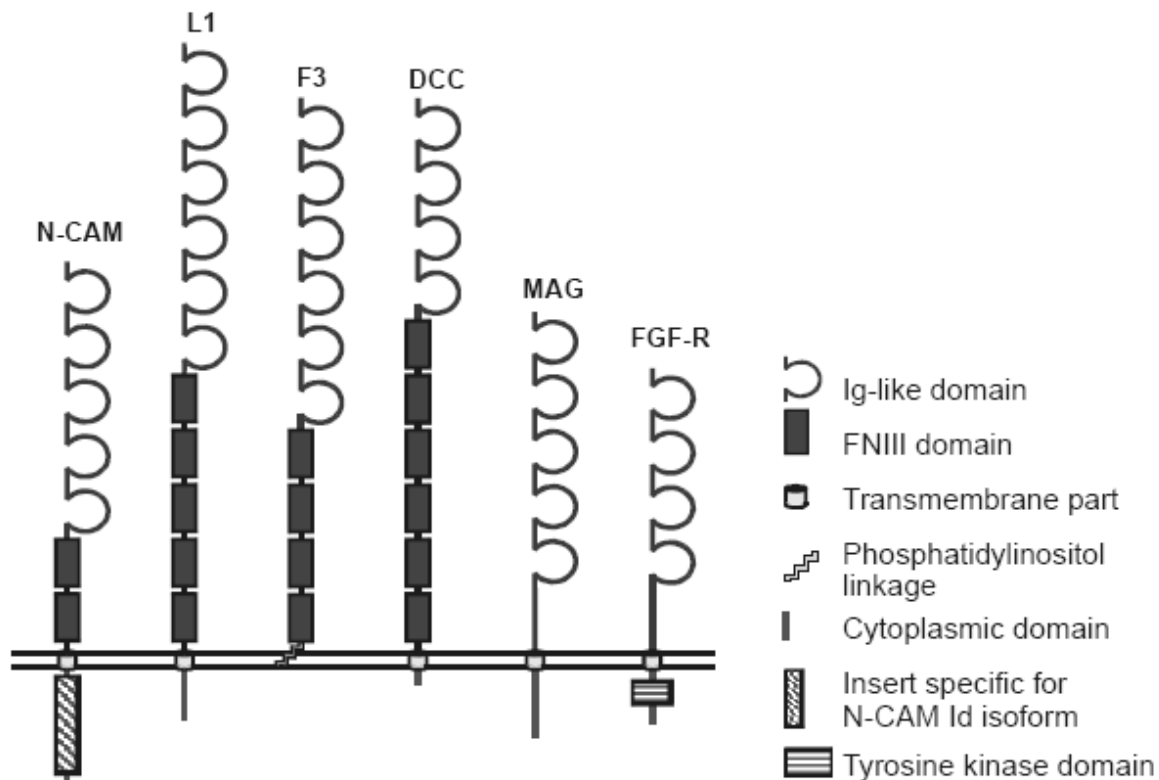 L1
F3
DCC
N-CAM
MAG
FGF-R
Ig-like domain
FNIII domain
Transmembrane part
Phosphatidylinositol
linkage
Cytoplasmic domain
Insert specific for
N-CAM Id isoform
Tyrosine kinase domain